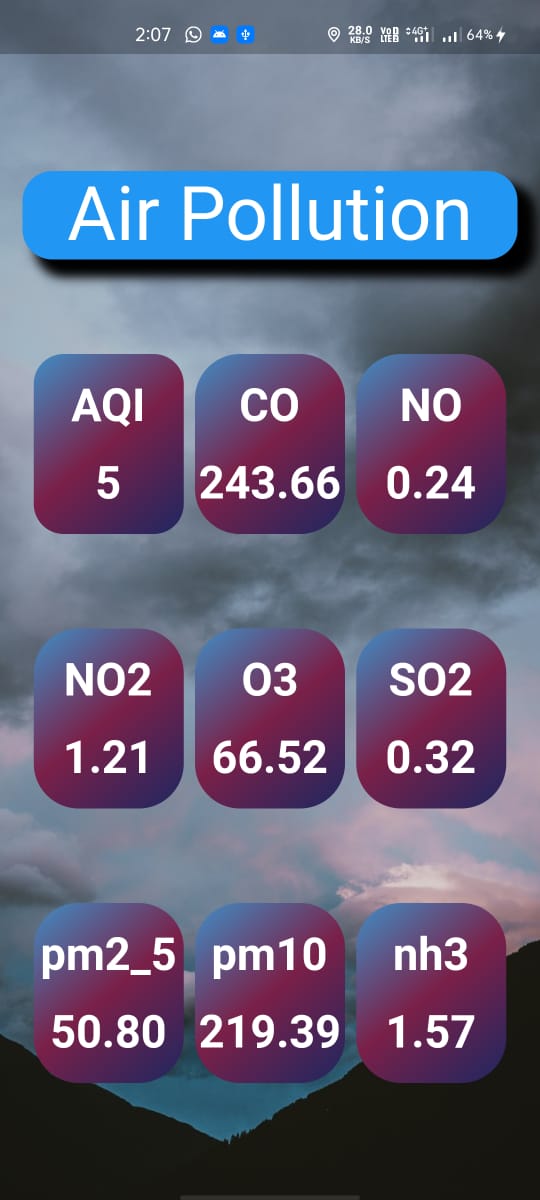 2:07 28.0 KB/S VoD LTE2 4G+ 64%
Air Pollution
AQI CO NO
5 243.66 0.24
NO2 O3 SO2
1.21 66.52 0.32
pm2_5 pm10 nh3
50.80 219.39 1.57